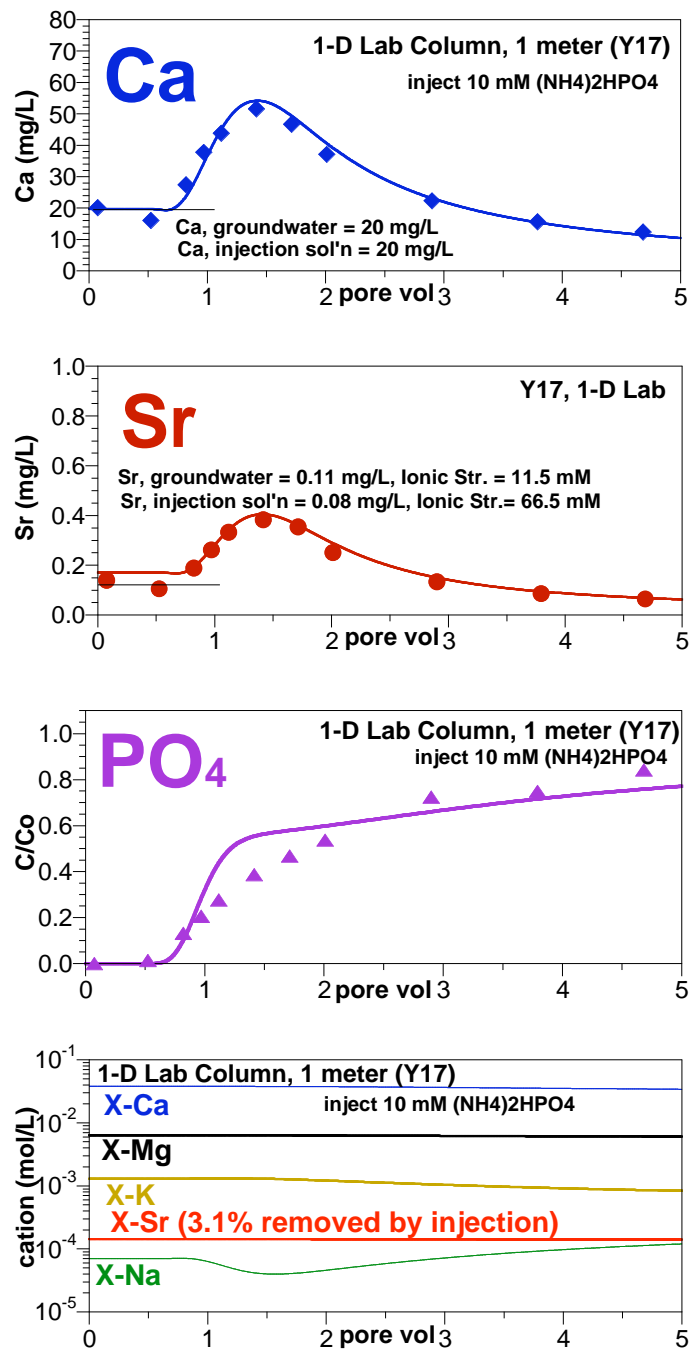 80
70
60
50
40
30
20
10
0
Ca (mg/L)
Ca
1-D Lab Column, 1 meter (Y17)
inject 10 mM (NH4)2HPO4
Ca, groundwater = 20 mg/L
Ca, injection sol'n = 20 mg/L
0 1 2 3 4 5
pore vol
1.0
0.8
0.6
0.4
0.2
0.0
Sr (mg/L)
Sr
Y17, 1-D Lab
Sr, groundwater = 0.11 mg/L, Ionic Str. = 11.5 mM
Sr, injection sol'n = 0.08 mg/L, Ionic Str.= 66.5 mM
0 1 2 3 4 5
pore vol
1.0
0.8
0.6
0.4
0.2
0.0
C/Co
PO4
1-D Lab Column, 1 meter (Y17)
inject 10 mM (NH4)2HPO4
0 1 2 3 4 5
pore vol
10-1
10-2
10-3
10-4
10-5
cation (mol/L)
1-D Lab Column, 1 meter (Y17)
X-Ca
inject 10 mM (NH4)2HPO4
X-Mg
X-K
X-Sr (3.1% removed by injection)
X-Na
0 1 2 3 4 5
pore vol